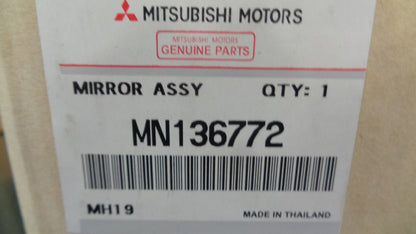 MITSUBISHI MOTORS
MITSUBISHI MOTORS
GENUINE PARTS
MIRROR ASSY QTY: 1
MN136772
MH19 MADE IN THAILAND